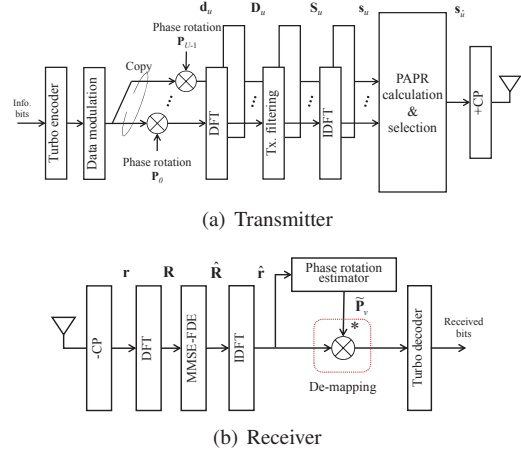 d_u D_u S_u s_u s_û
Phase rotation
P_{U-1}
Copy
Info.
bits
Turbo encoder
Data modulation
Phase rotation
P_0
DFT
Tx. filtering
IDFT
PAPR
calculation
&
selection
+CP
(a) Transmitter
r R R̂ r̂
Phase rotation
estimator
P̃_v
*
-CP
DFT
MMSE-FDE
IDFT
De-mapping
Turbo decoder
Received
bits
(b) Receiver